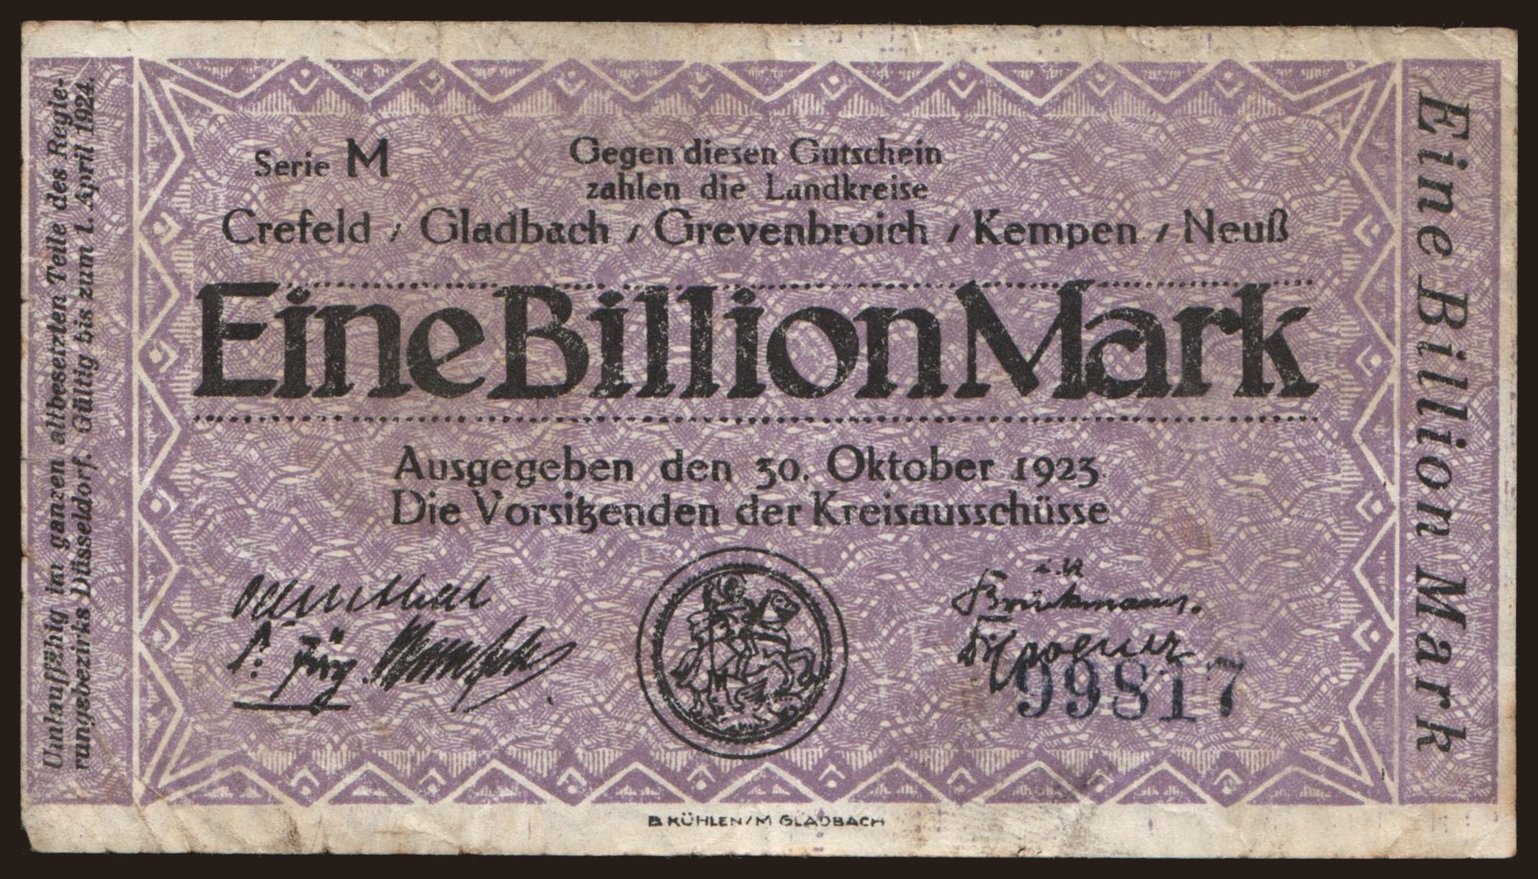 Umlauffähig im ganzen altbesetzten Teile des Regie-
rungsbezirks Düsseldorf. Gültig bis zum 1. April 1924.
Serie M
Gegen diesen Gutschein
zahlen die Landkreise
Crefeld / Gladbach / Grevenbroich / Kempen / Neuß
Eine Billion Mark
Ausgegeben den 30. Oktober 1923
Die Vorsitzenden der Kreisausschüsse
i.V.
Brückmann.
99817
B. KÜHLEN/M GLADBACH
Eine Billion Mark